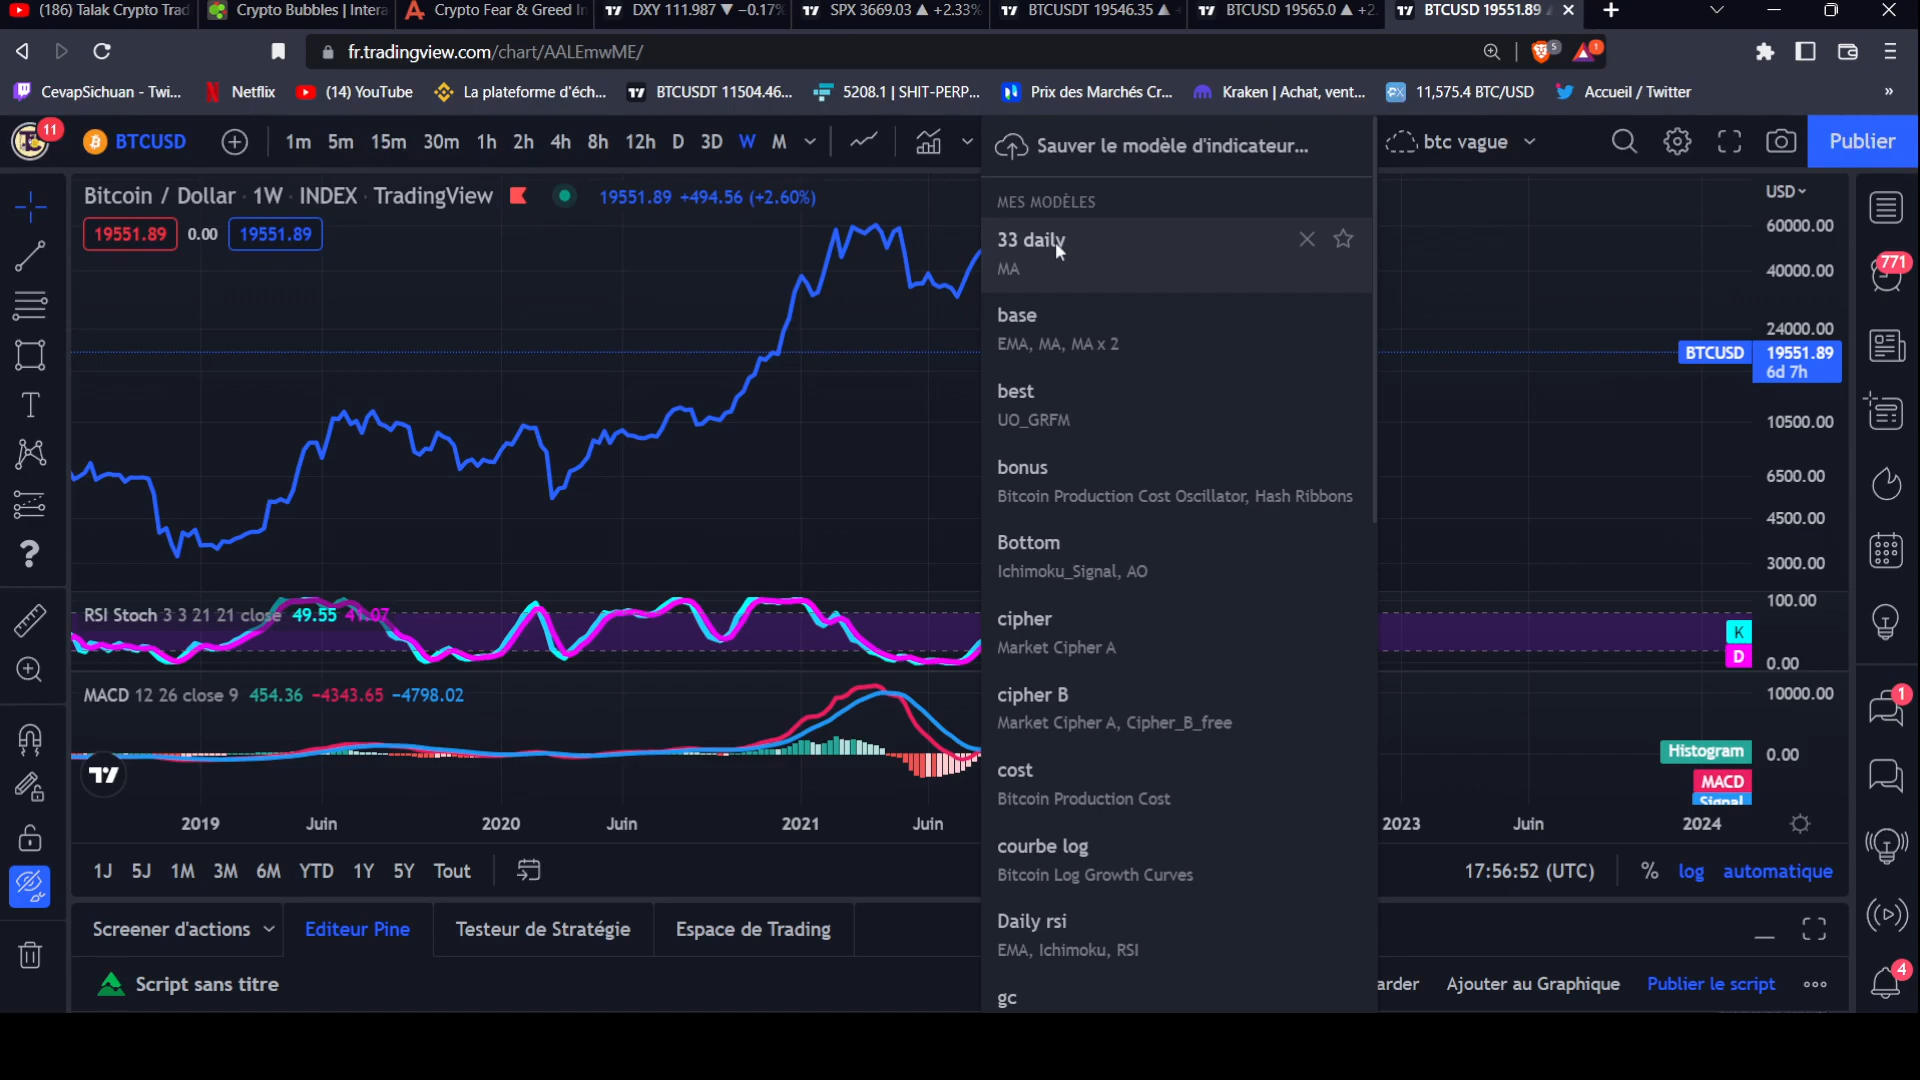 (186) Talak Crypto Trad
Crypto Bubbles | Intera
Crypto Fear & Greed In
DXY 111.987 ▼ −0.17%
SPX 3669.03 ▲ +2.33%
BTCUSDT 19546.35 ▲
BTCUSD 19565.0 ▲ +2.
BTCUSD 19551.89
fr.tradingview.com/chart/AALEmwME/
5
1
CevapSichuan - Twi...
Netflix
(14) YouTube
La plateforme d'éch...
BTCUSDT 11504.46...
5208.1 | SHIT-PERP...
Prix des Marchés Cr...
Kraken | Achat, vent...
11,575.4 BTC/USD
Accueil / Twitter
»
11
BTCUSD
1m 5m 15m 30m 1h 2h 4h 8h 12h D 3D W M
Sauver le modèle d'indicateur...
btc vague
Publier
Bitcoin / Dollar · 1W · INDEX · TradingView
19551.89 +494.56 (+2.60%)
19551.89 0.00 19551.89
MES MODÈLES
33 daily
MA
base
EMA, MA, MA x 2
best
UO_GRFM
bonus
Bitcoin Production Cost Oscillator, Hash Ribbons
Bottom
Ichimoku_Signal, AO
cipher
Market Cipher A
cipher B
Market Cipher A, Cipher_B_free
cost
Bitcoin Production Cost
courbe log
Bitcoin Log Growth Curves
Daily rsi
EMA, Ichimoku, RSI
gc
USD
60000.00
40000.00
24000.00
BTCUSD 19551.89
6d 7h
10500.00
6500.00
4500.00
3000.00
771
RSI Stoch 3 3 21 21 close 49.55 41.07
100.00
K
D
0.00
MACD 12 26 close 9 454.36 −4343.65 −4798.02
10000.00
Histogram
0.00
MACD
Signal
1
2019 Juin 2020 Juin 2021 Juin 2023 Juin 2024
1J 5J 1M 3M 6M YTD 1Y 5Y Tout
17:56:52 (UTC)
% log automatique
Screener d'actions
Editeur Pine
Testeur de Stratégie
Espace de Trading
Script sans titre
arder
Ajouter au Graphique
Publier le script
4